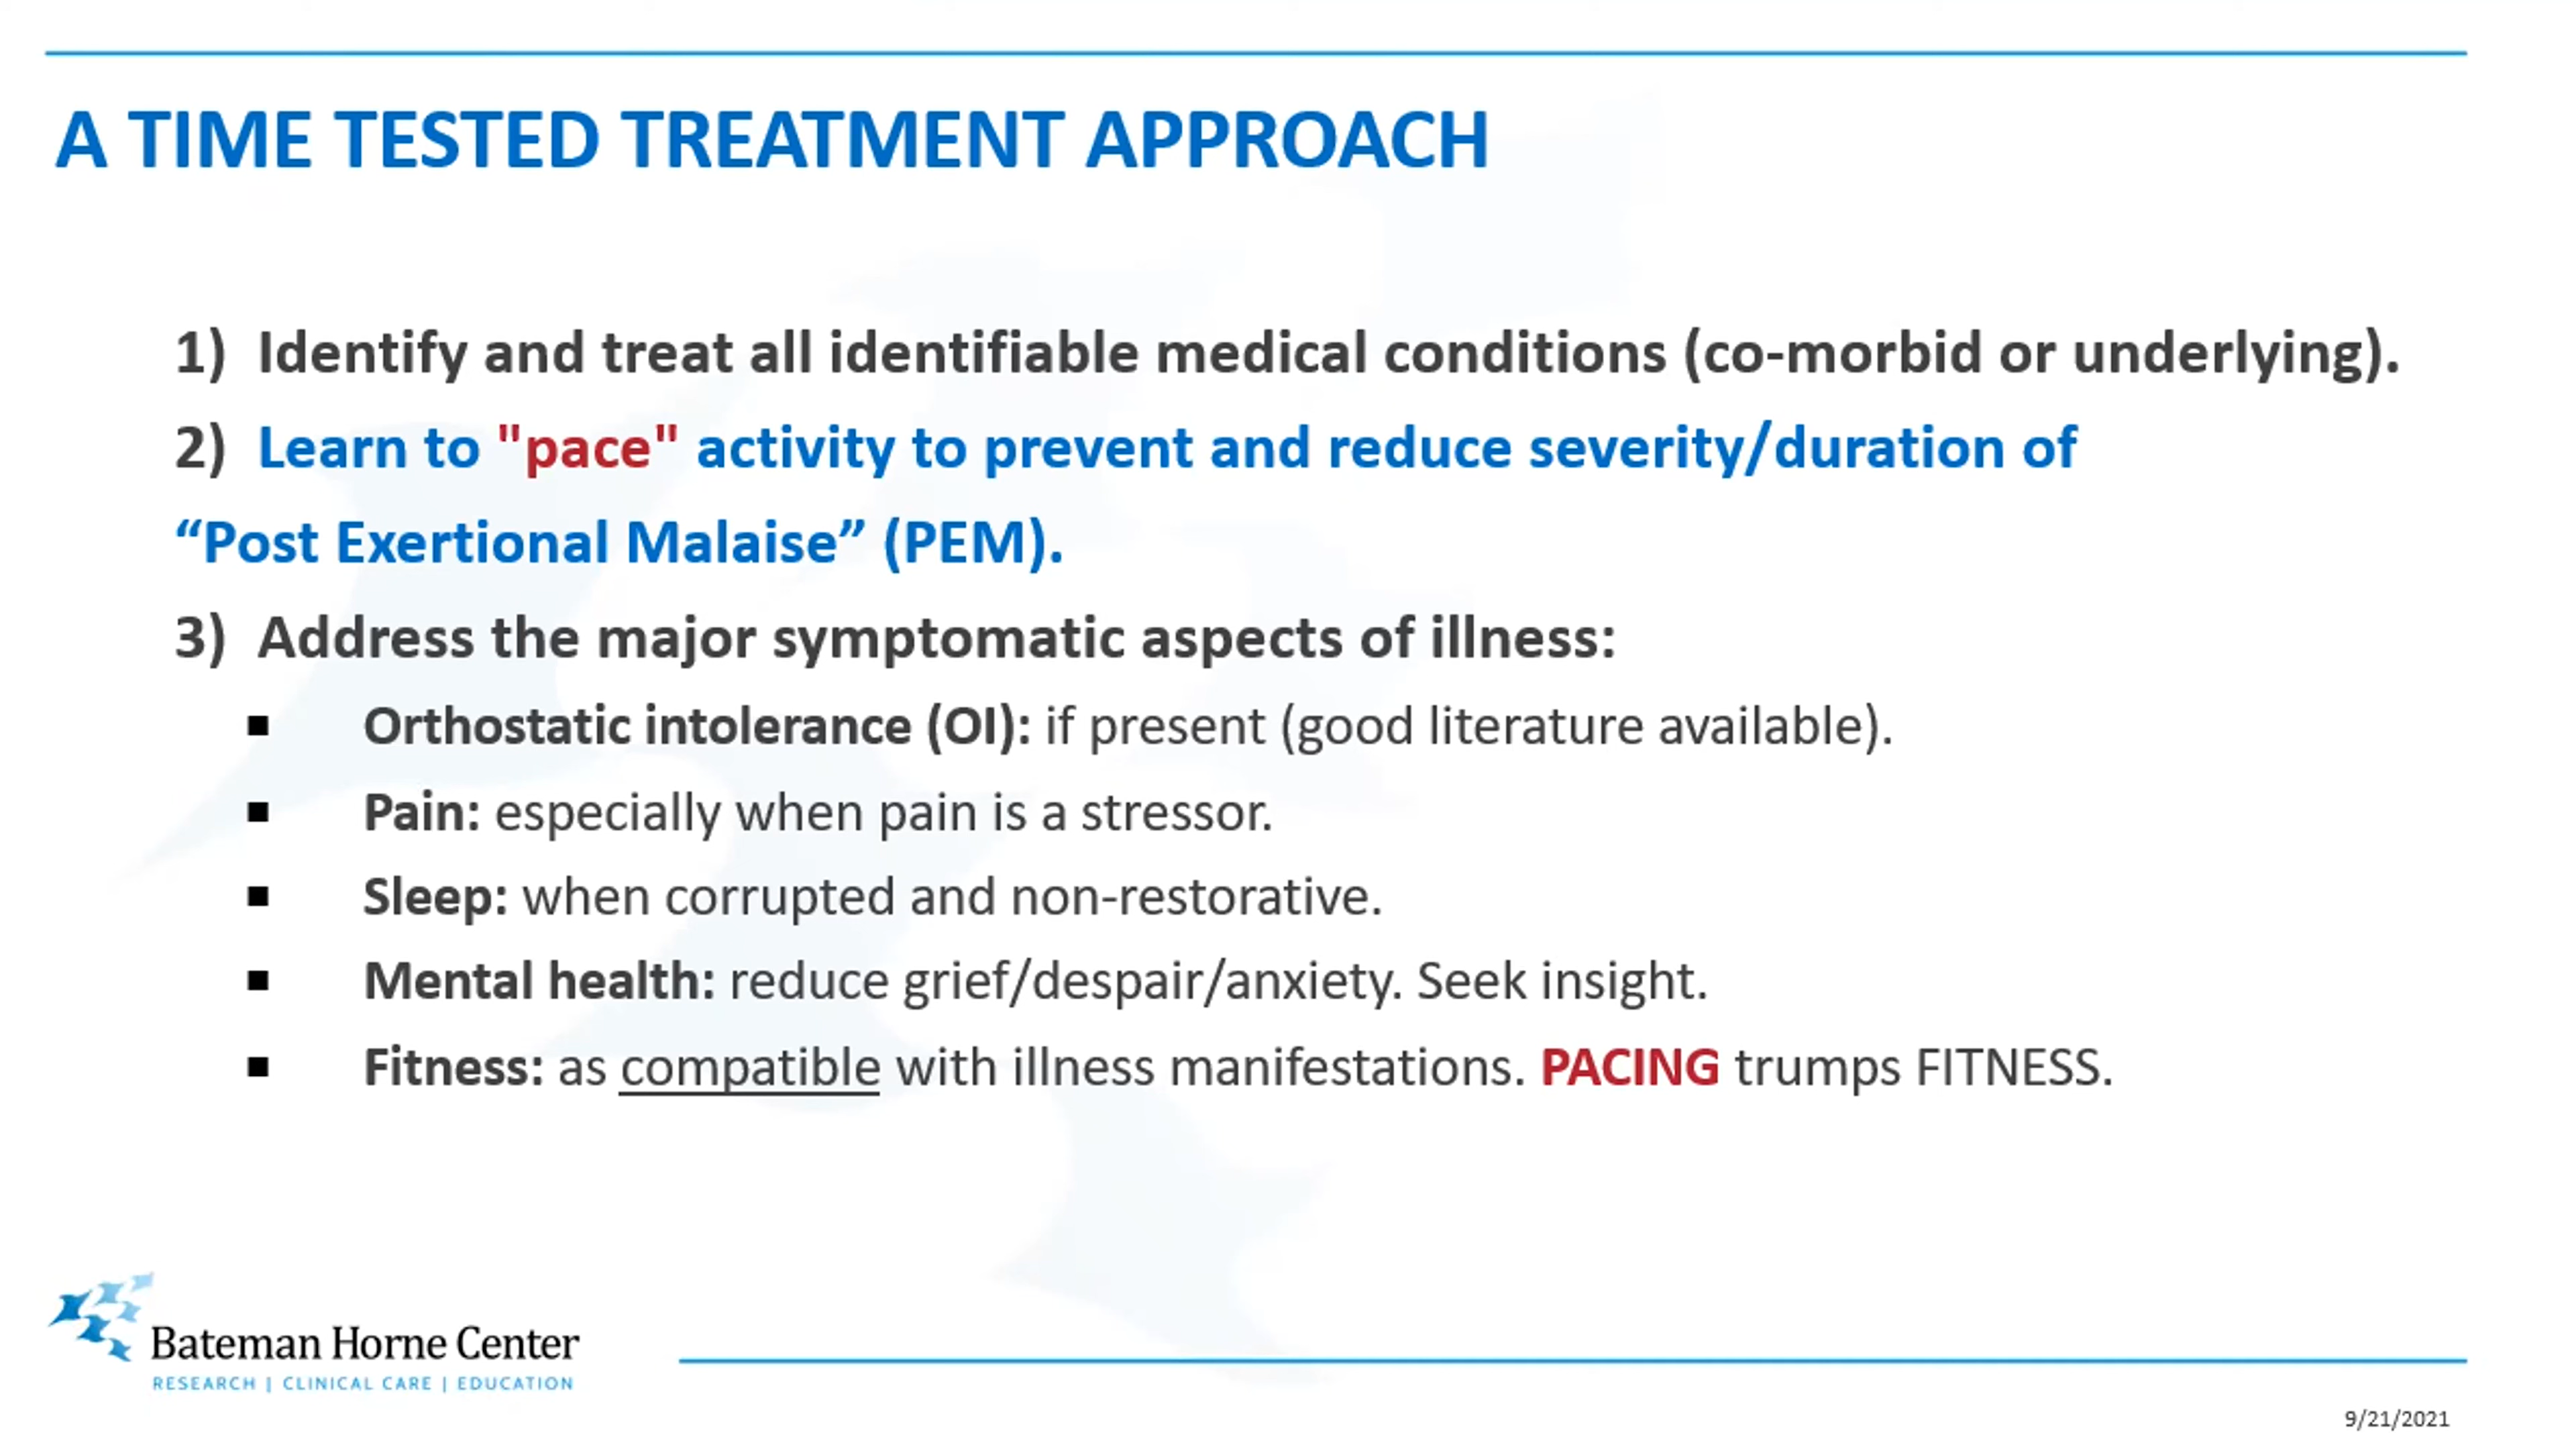 A TIME TESTED TREATMENT APPROACH
1) Identify and treat all identifiable medical conditions (co-morbid or underlying).
2) Learn to "pace" activity to prevent and reduce severity/duration of
“Post Exertional Malaise” (PEM).
3) Address the major symptomatic aspects of illness:
▪ Orthostatic intolerance (OI): if present (good literature available).
▪ Pain: especially when pain is a stressor.
▪ Sleep: when corrupted and non-restorative.
▪ Mental health: reduce grief/despair/anxiety. Seek insight.
▪ Fitness: as compatible with illness manifestations. PACING trumps FITNESS.
Bateman Horne Center
RESEARCH | CLINICAL CARE | EDUCATION
9/21/2021